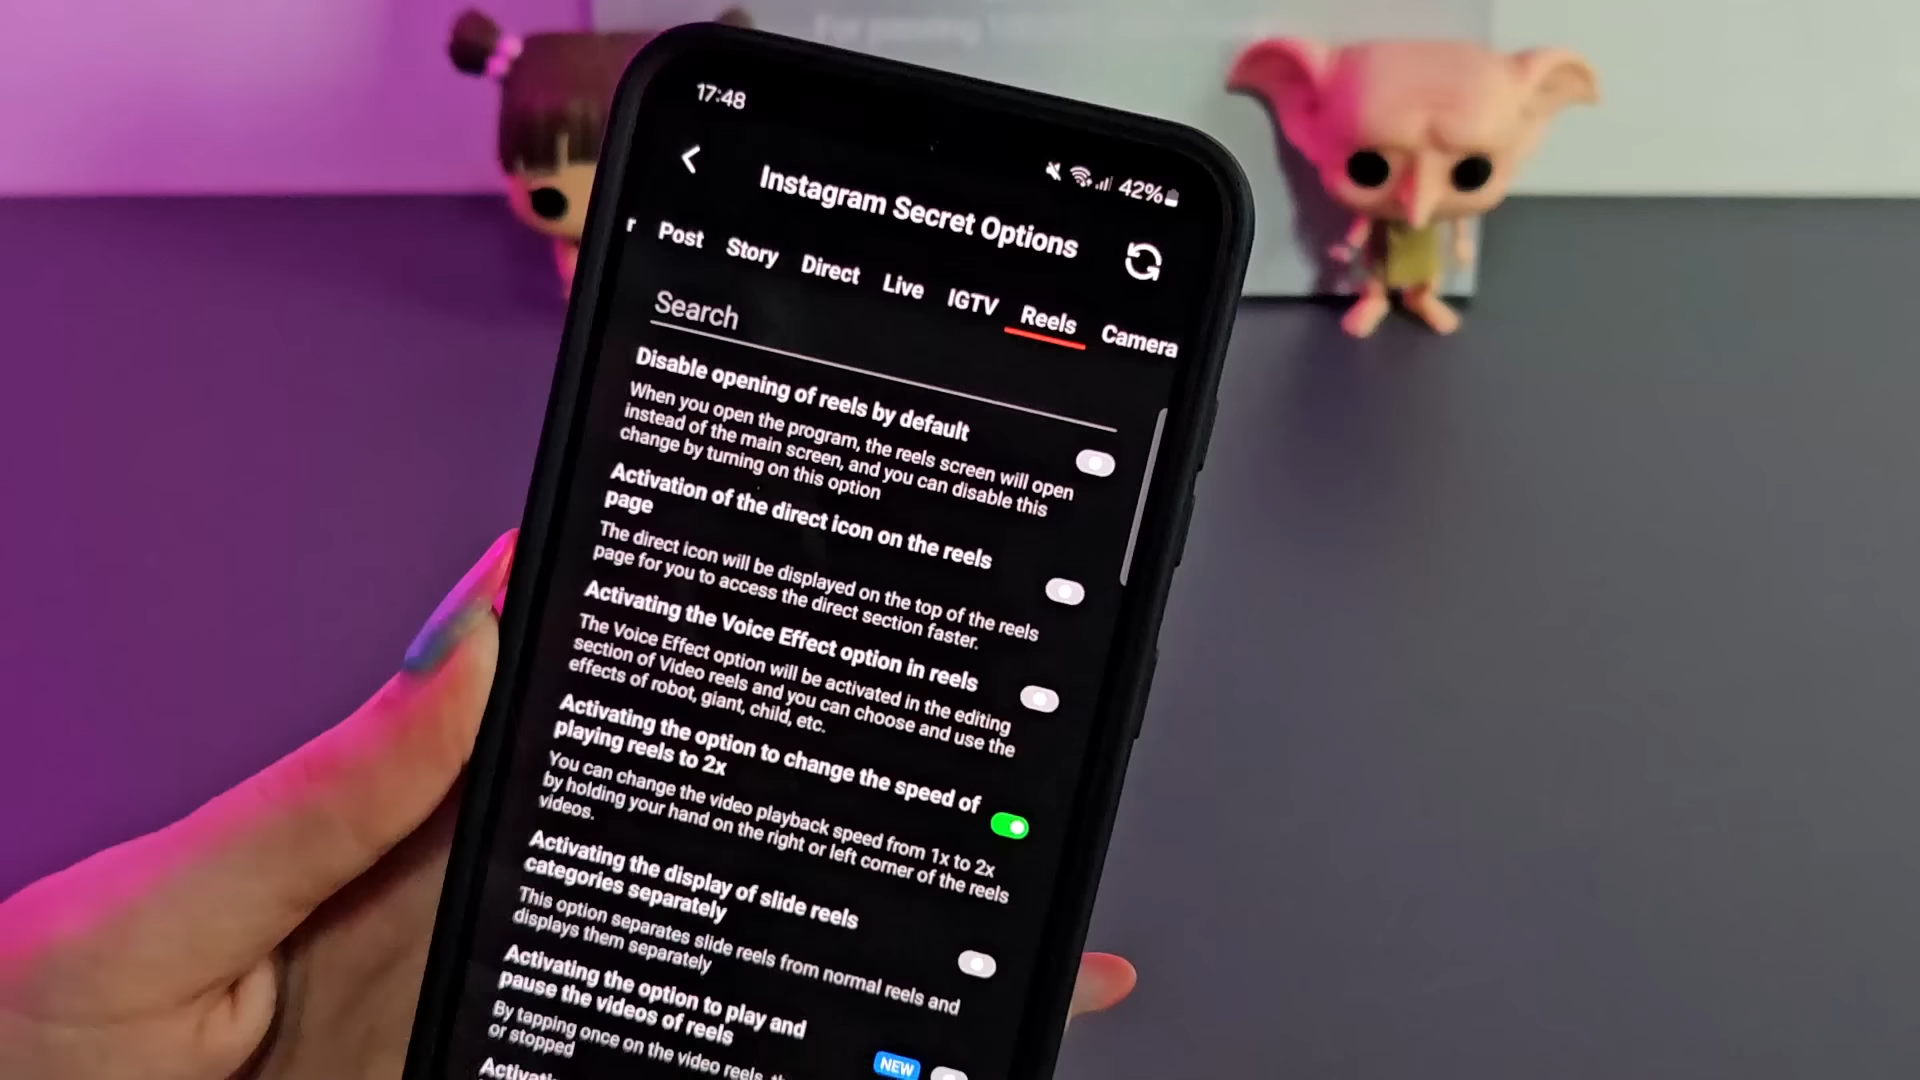 17:48
42%
Instagram Secret Options
r Post Story Direct Live IGTV Reels Camera
Search
Disable opening of reels by default
When you open the program, the reels screen will open
instead of the main screen, and you can disable this
change by turning on this option
Activation of the direct icon on the reels
page
The direct icon will be displayed on the top of the reels
page for you to access the direct section faster.
Activating the Voice Effect option in reels
The Voice Effect option will be activated in the editing
section of Video reels and you can choose and use the
effects of robot, giant, child, etc.
Activating the option to change the speed of
playing reels to 2x
You can change the video playback speed from 1x to 2x
by holding your hand on the right or left corner of the reels
videos.
Activating the display of slide reels
categories separately
This option separates slide reels from normal reels and
displays them separately
Activating the option to play and
pause the videos of reels
NEW
By tapping once on the video reels,
or stopped